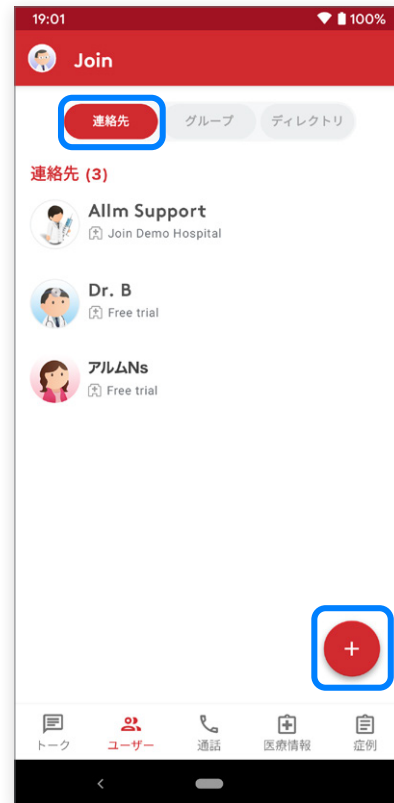 19:01 100%
Join
連絡先 グループ ディレクトリ
連絡先 (3)
Allm Support
Join Demo Hospital
Dr. B
Free trial
アルムNs
Free trial
+
トーク ユーザー 通話 医療情報 症例